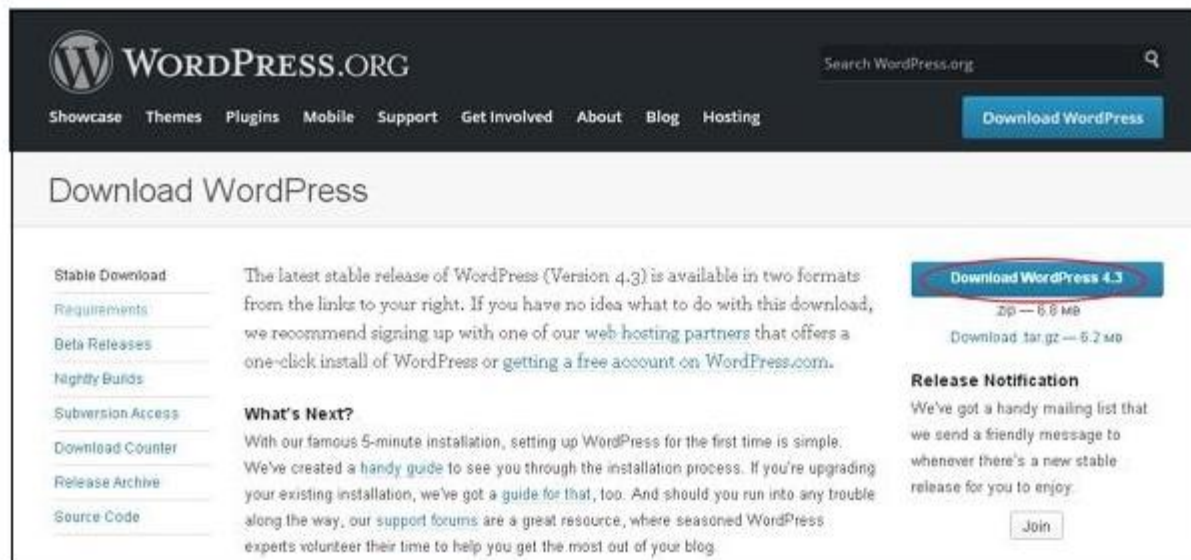 WORDPRESS.ORG
Search WordPress.org
Showcase Themes Plugins Mobile Support Get Involved About Blog Hosting
Download WordPress
Download WordPress
Stable Download
Requirements
Beta Releases
Nightly Builds
Subversion Access
Download Counter
Release Archive
Source Code
The latest stable release of WordPress (Version 4.3) is available in two formats
from the links to your right. If you have no idea what to do with this download,
we recommend signing up with one of our web hosting partners that offers a
one-click install of WordPress or getting a free account on WordPress.com.
What's Next?
With our famous 5-minute installation, setting up WordPress for the first time is simple.
We've created a handy guide to see you through the installation process. If you're upgrading
your existing installation, we've got a guide for that, too. And should you run into any trouble
along the way, our support forums are a great resource, where seasoned WordPress
experts volunteer their time to help you get the most out of your blog.
Download WordPress 4.3
.zip — 6.8 MB
Download .tar.gz — 6.2 MB
Release Notification
We've got a handy mailing list that
we send a friendly message to
whenever there's a new stable
release for you to enjoy.
Join